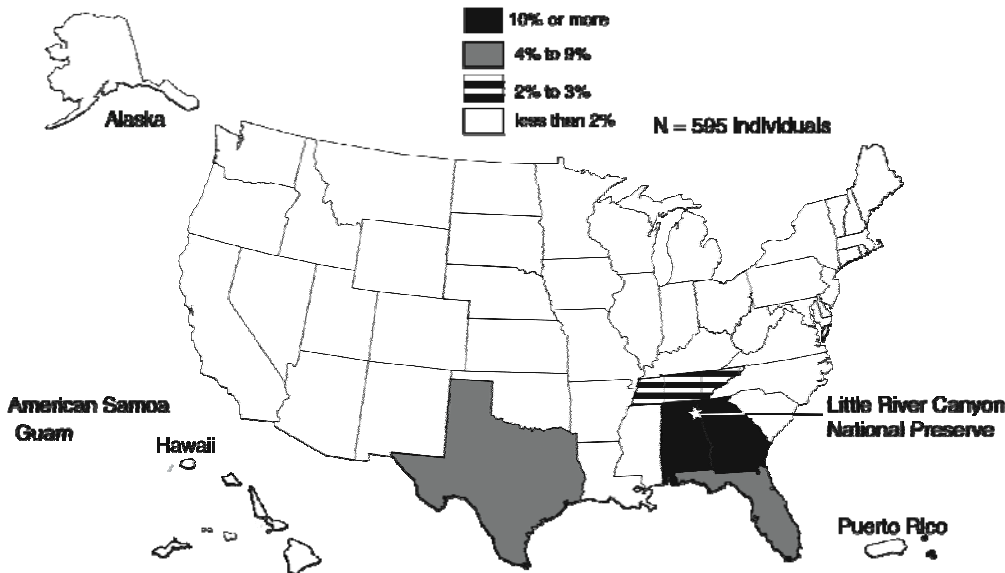 10% or more
4% to 9%
2% to 3%
less than 2%
N = 595 individuals
Alaska
American Samoa
Guam
Hawaii
Little River Canyon
National Preserve
Puerto Rico